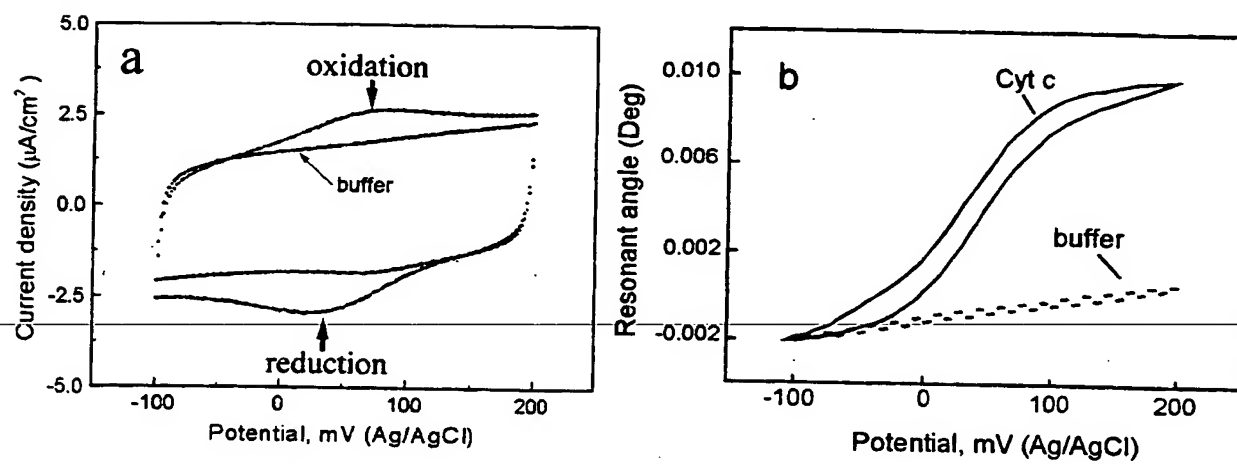 a
oxidation
buffer
reduction
5.0
2.5
0.0
-2.5
-5.0
Current density (μA/cm²)
-100
0
100
200
Potential, mV (Ag/AgCl)
b
Cyt c
buffer
0.010
0.006
0.002
-0.002
Resonant angle (Deg)
-100
0
100
200
Potential, mV (Ag/AgCl)